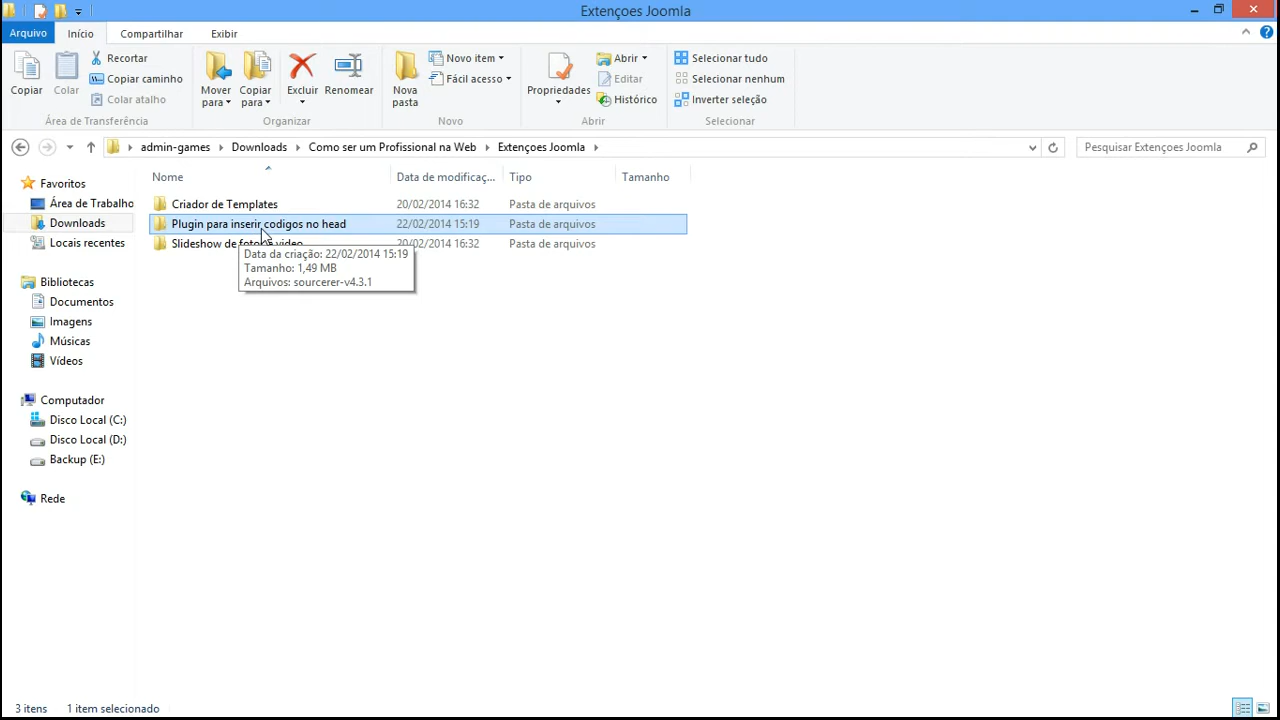 Extençoes Joomla
Arquivo Início Compartilhar Exibir
Copiar
Colar
Recortar
Copiar caminho
Colar atalho
Área de Transferência
Mover para
Copiar para
Excluir
Renomear
Organizar
Nova pasta
Novo item
Fácil acesso
Novo
Propriedades
Abrir
Editar
Histórico
Abrir
Selecionar tudo
Selecionar nenhum
Inverter seleção
Selecionar
admin-games Downloads Como ser um Profissional na Web Extençoes Joomla
Pesquisar Extençoes Joomla
Favoritos
Área de Trabalho
Downloads
Locais recentes
Bibliotecas
Documentos
Imagens
Músicas
Vídeos
Computador
Disco Local (C:)
Disco Local (D:)
Backup (E:)
Rede
Nome Data de modificaç... Tipo Tamanho
Criador de Templates 20/02/2014 16:32 Pasta de arquivos
Plugin para inserir codigos no head 22/02/2014 15:19 Pasta de arquivos
Slideshow de fotos e video 20/02/2014 16:32 Pasta de arquivos
Data da criação: 22/02/2014 15:19
Tamanho: 1,49 MB
Arquivos: sourcerer-v4.3.1
3 itens 1 item selecionado